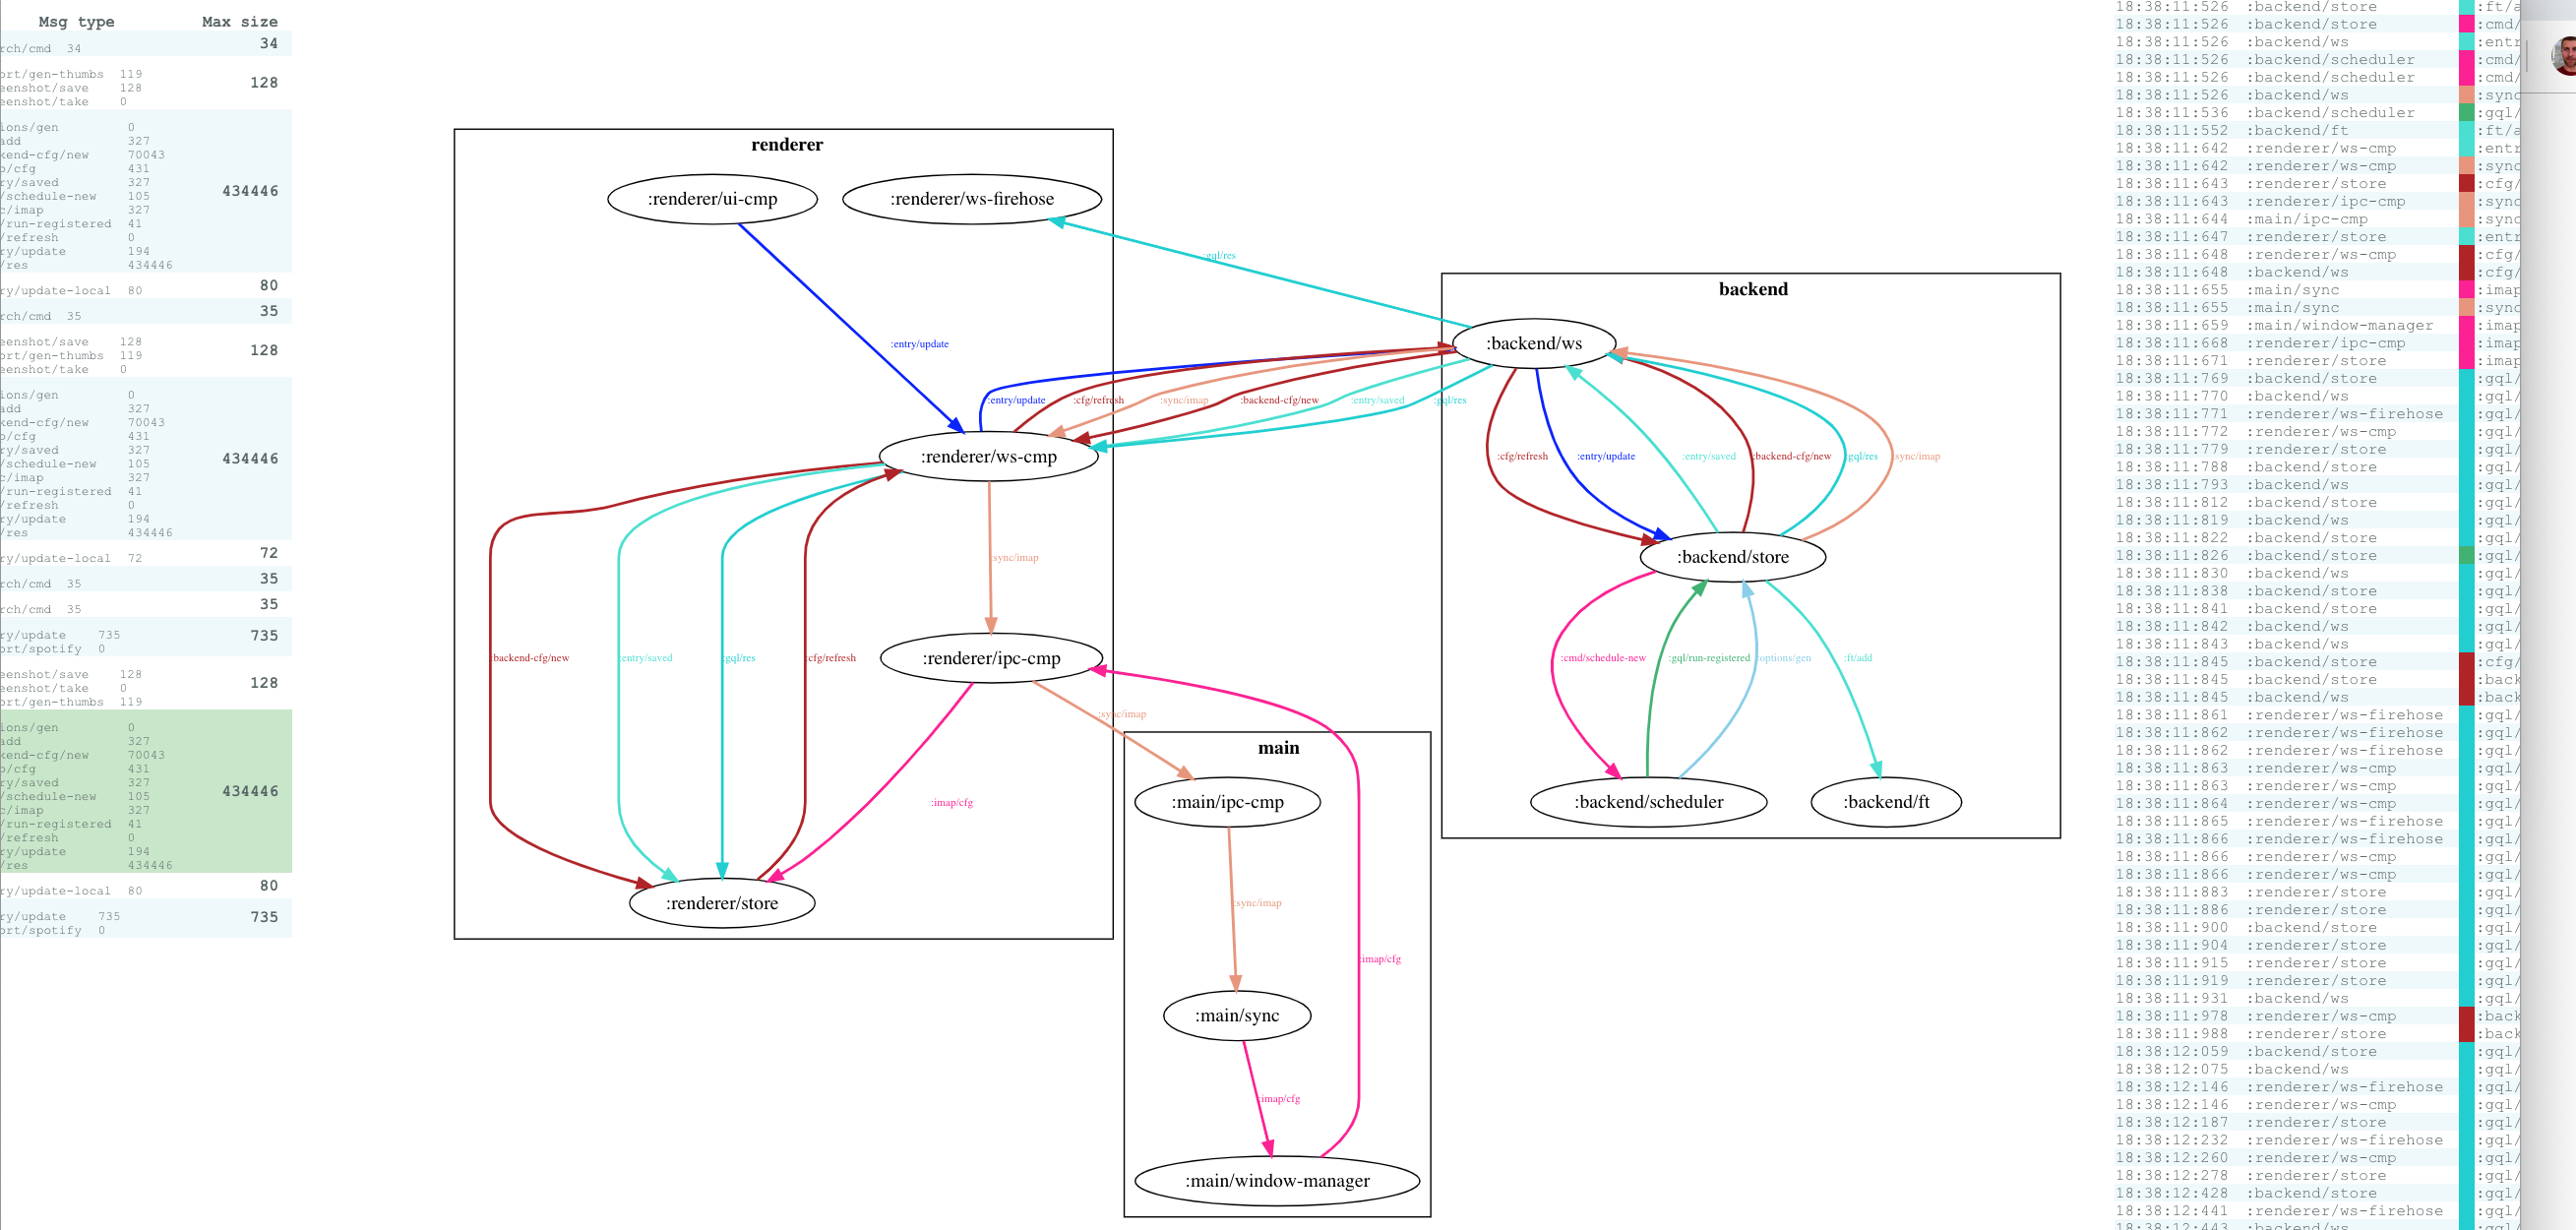 Msg type Max size
rch/cmd 34 34
ort/gen-thumbs 119
eenshot/save 128 128
eenshot/take 0
ions/gen 0
add 327
kend-cfg/new 70043
p/cfg 431
ry/saved 327
/schedule-new 105 434446
c/imap 327
/run-registered 41
/refresh 0
ry/update 194
/res 434446
ry/update-local 80 80
rch/cmd 35 35
eenshot/save 128
ort/gen-thumbs 119 128
eenshot/take 0
ions/gen 0
add 327
kend-cfg/new 70043
p/cfg 431
ry/saved 327
/schedule-new 105 434446
c/imap 327
/run-registered 41
/refresh 0
ry/update 194
/res 434446
ry/update-local 72 72
rch/cmd 35 35
rch/cmd 35 35
ry/update 735 735
ort/spotify 0
eenshot/save 128
eenshot/take 0 128
ort/gen-thumbs 119
ions/gen 0
add 327
kend-cfg/new 70043
p/cfg 431
ry/saved 327
/schedule-new 105 434446
c/imap 327
/run-registered 41
/refresh 0
ry/update 194
/res 434446
ry/update-local 80 80
ry/update 735 735
ort/spotify 0
renderer
:renderer/ui-cmp :renderer/ws-firehose
:gql/res
:entry/update
:entry/update :cfg/refresh :sync/imap :backend-cfg/new :entry/saved :gql/res
:renderer/ws-cmp
:sync/imap
:renderer/ipc-cmp
:backend-cfg/new :entry/saved :gql/res :cfg/refresh
:sync/imap
:imap/cfg
:renderer/store
main
:main/ipc-cmp
:sync/imap
:imap/cfg
:main/sync
:imap/cfg
:main/window-manager
backend
:backend/ws
:cfg/refresh :entry/update :entry/saved :backend-cfg/new :gql/res :sync/imap
:backend/store
:cmd/schedule-new :gql/run-registered :options/gen :ft/add
:backend/scheduler :backend/ft
18:38:11:526 :backend/store :ft/a
18:38:11:526 :backend/store :cmd/
18:38:11:526 :backend/ws :entr
18:38:11:526 :backend/scheduler :cmd/
18:38:11:526 :backend/scheduler :cmd/
18:38:11:526 :backend/ws :sync
18:38:11:536 :backend/scheduler :gql/
18:38:11:552 :backend/ft :ft/a
18:38:11:642 :renderer/ws-cmp :entr
18:38:11:642 :renderer/ws-cmp :sync
18:38:11:643 :renderer/store :cfg/
18:38:11:643 :renderer/ipc-cmp :sync
18:38:11:644 :main/ipc-cmp :sync
18:38:11:647 :renderer/store :entr
18:38:11:648 :renderer/ws-cmp :cfg/
18:38:11:648 :backend/ws :cfg/
18:38:11:655 :main/sync :imap
18:38:11:655 :main/sync :sync
18:38:11:659 :main/window-manager :imap
18:38:11:668 :renderer/ipc-cmp :imap
18:38:11:671 :renderer/store :imap
18:38:11:769 :backend/store :gql/
18:38:11:770 :backend/ws :gql/
18:38:11:771 :renderer/ws-firehose :gql/
18:38:11:772 :renderer/ws-cmp :gql/
18:38:11:779 :renderer/store :gql/
18:38:11:788 :backend/store :gql/
18:38:11:793 :backend/ws :gql/
18:38:11:812 :backend/store :gql/
18:38:11:819 :backend/ws :gql/
18:38:11:822 :backend/store :gql/
18:38:11:826 :backend/store :gql/
18:38:11:830 :backend/ws :gql/
18:38:11:838 :backend/store :gql/
18:38:11:841 :backend/store :gql/
18:38:11:842 :backend/ws :gql/
18:38:11:843 :backend/ws :gql/
18:38:11:845 :backend/store :cfg/
18:38:11:845 :backend/store :back
18:38:11:845 :backend/ws :back
18:38:11:861 :renderer/ws-firehose :gql/
18:38:11:862 :renderer/ws-firehose :gql/
18:38:11:862 :renderer/ws-firehose :gql/
18:38:11:863 :renderer/ws-cmp :gql/
18:38:11:863 :renderer/ws-cmp :gql/
18:38:11:864 :renderer/ws-cmp :gql/
18:38:11:865 :renderer/ws-firehose :gql/
18:38:11:866 :renderer/ws-firehose :gql/
18:38:11:866 :renderer/ws-cmp :gql/
18:38:11:866 :renderer/ws-cmp :gql/
18:38:11:883 :renderer/store :gql/
18:38:11:886 :renderer/store :gql/
18:38:11:900 :backend/store :gql/
18:38:11:904 :renderer/store :gql/
18:38:11:915 :renderer/store :gql/
18:38:11:919 :renderer/store :gql/
18:38:11:931 :backend/ws :gql/
18:38:11:978 :renderer/ws-cmp :back
18:38:11:988 :renderer/store :back
18:38:12:059 :backend/store :gql/
18:38:12:075 :backend/ws :gql/
18:38:12:146 :renderer/ws-firehose :gql/
18:38:12:146 :renderer/ws-cmp :gql/
18:38:12:187 :renderer/store :gql/
18:38:12:232 :renderer/ws-firehose :gql/
18:38:12:260 :renderer/ws-cmp :gql/
18:38:12:278 :renderer/store :gql/
18:38:12:428 :backend/store :gql/
18:38:12:441 :renderer/ws-firehose :gql/
18:38:12:443 :backend/ws :gql/